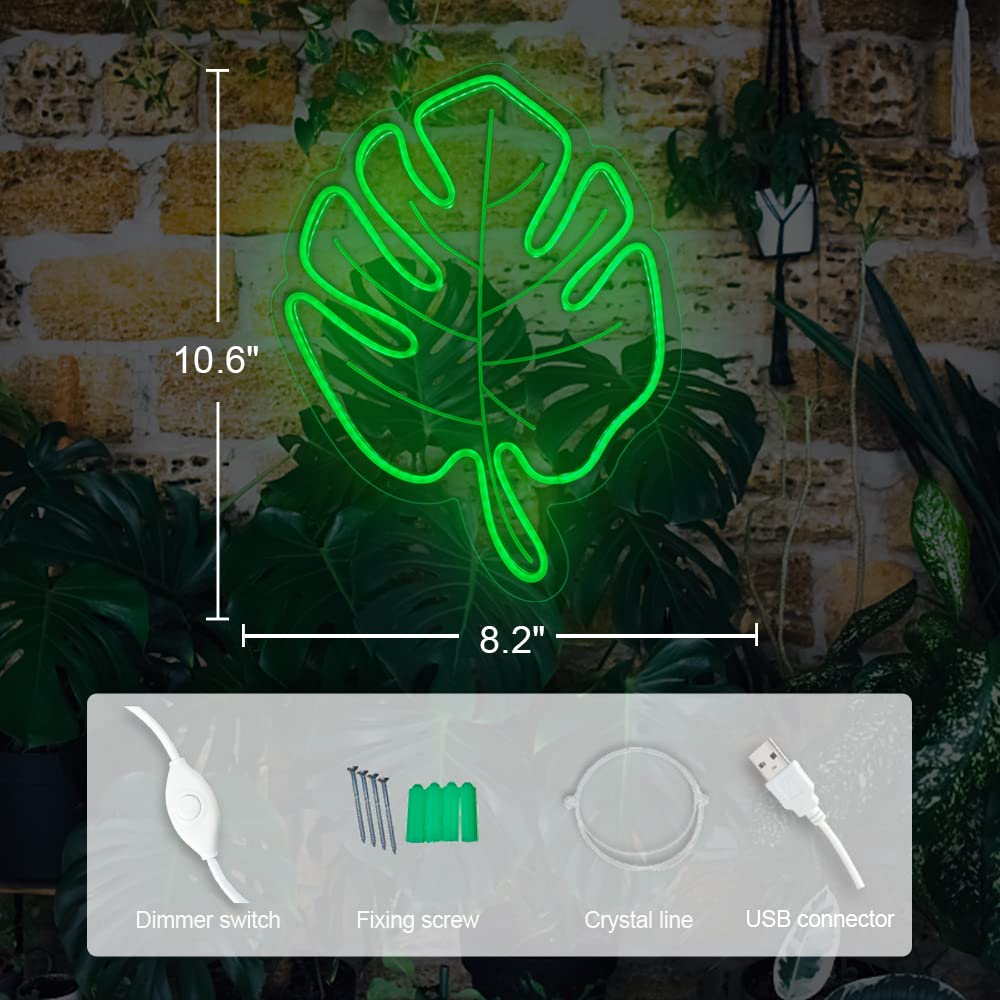 10.6"
8.2"
Dimmer switch
Fixing screw
Crystal line
USB connector